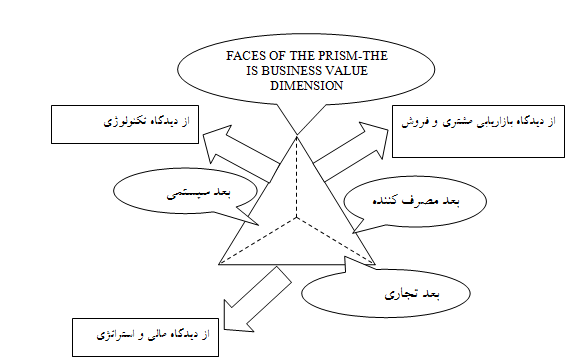 FACES OF THE PRISM-THE
IS BUSINESS VALUE
DIMENSION
از دیدگاه تکنولوژی
از دیدگاه بازاریابی مشتری و فروش
بعد سیستمی
بعد مصرف کننده
بعد تجاری
از دیدگاه مالی و استراتژی